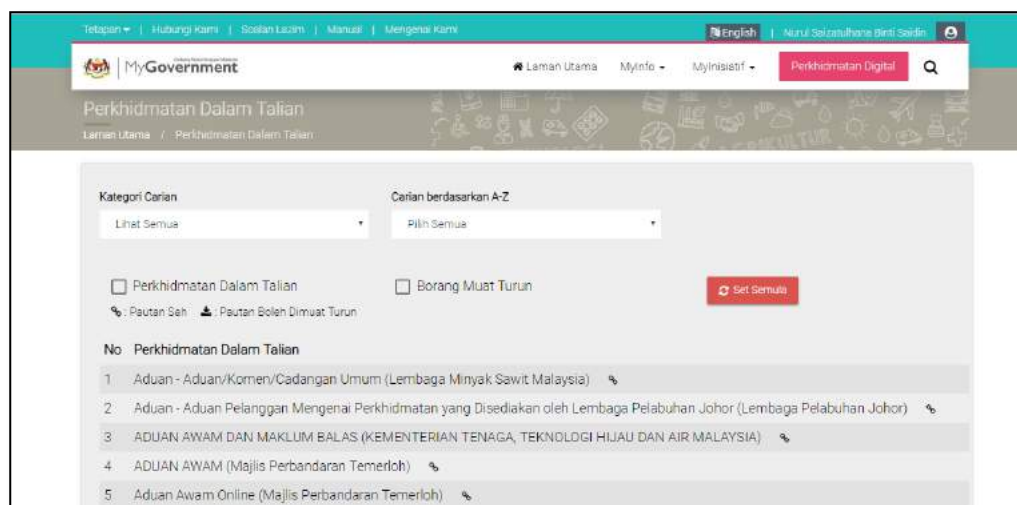 Tetapan | Hubungi Kami | Soalan Lazim | Manual | Mengenai Kami
English | Nurul Saizatulhana Binti Saidin
MyGovernment
Laman Utama MyInfo MyInisiatif Perkhidmatan Digital
Perkhidmatan Dalam Talian
Laman Utama / Perkhidmatan Dalam Talian
Kategori Carian Carian berdasarkan A-Z
Lihat Semua Pilih Semua
Perkhidmatan Dalam Talian Borang Muat Turun Set Semula
: Pautan Sah : Pautan Boleh Dimuat Turun
No Perkhidmatan Dalam Talian
1 Aduan - Aduan/Komen/Cadangan Umum (Lembaga Minyak Sawit Malaysia)
2 Aduan - Aduan Pelanggan Mengenai Perkhidmatan yang Disediakan oleh Lembaga Pelabuhan Johor (Lembaga Pelabuhan Johor)
3 ADUAN AWAM DAN MAKLUM BALAS (KEMENTERIAN TENAGA, TEKNOLOGI HIJAU DAN AIR MALAYSIA)
4 ADUAN AWAM (Majlis Perbandaran Temerloh)
5 Aduan Awam Online (Majlis Perbandaran Temerloh)